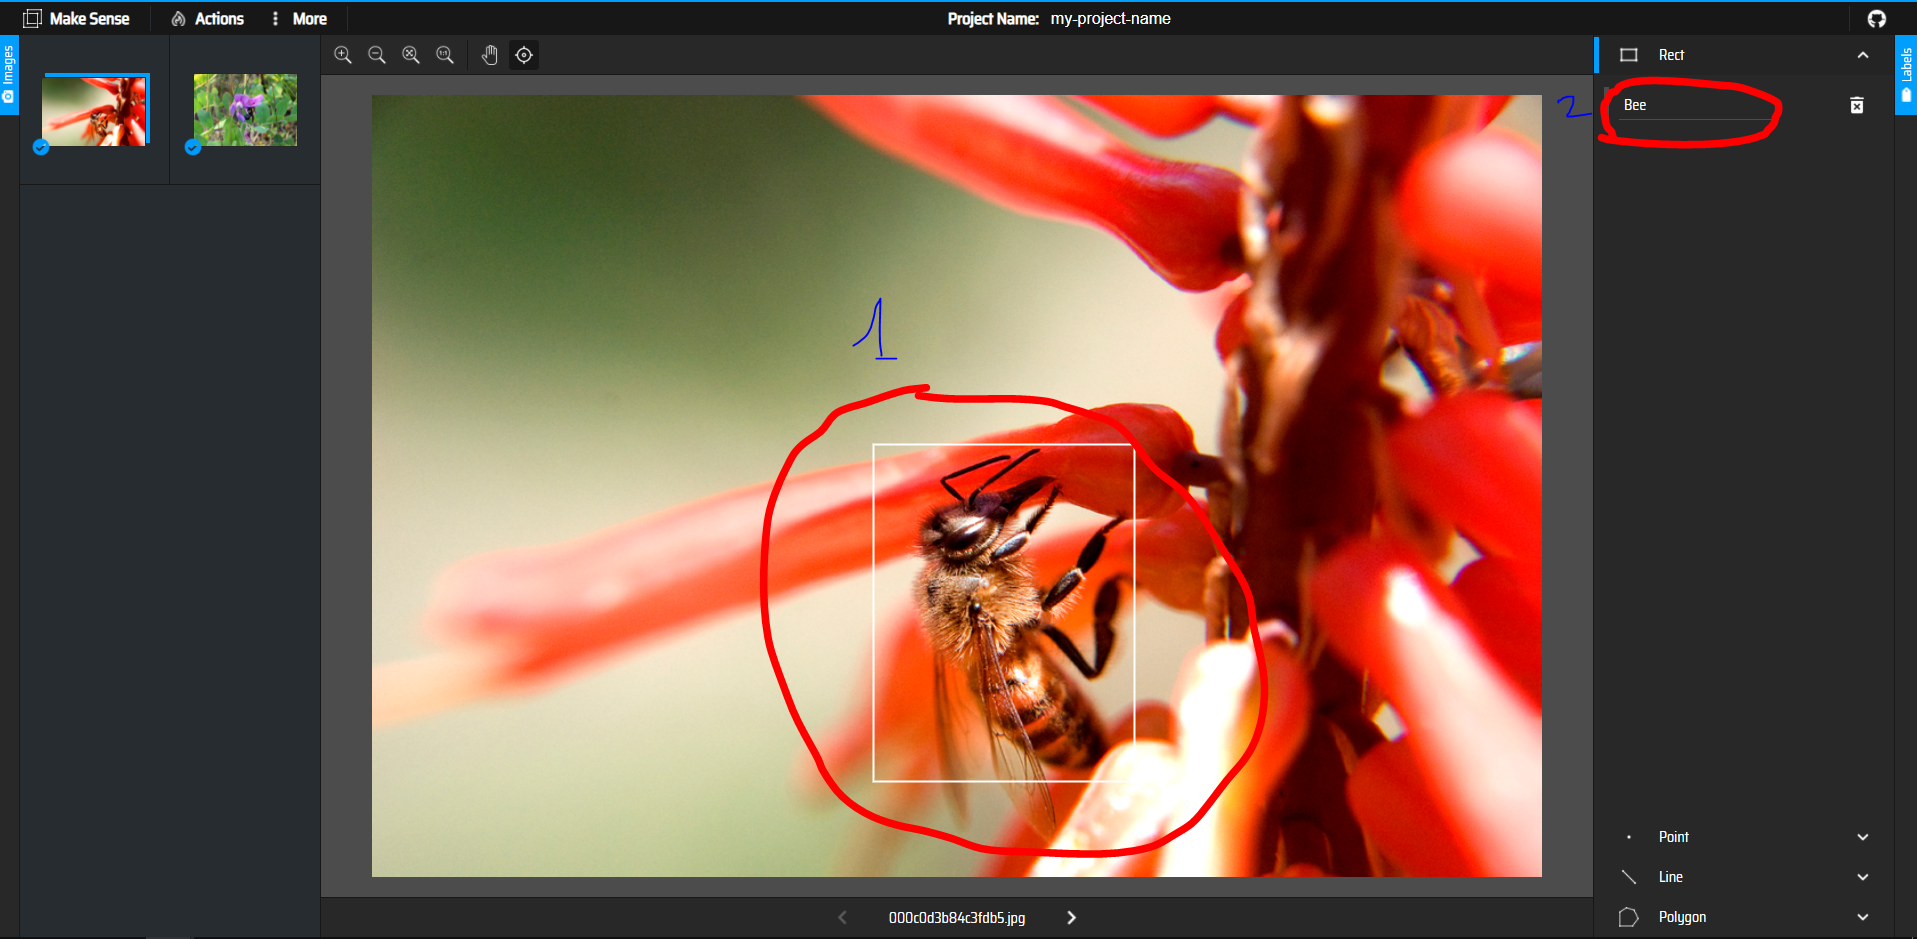 Make Sense Actions More Project Name: my-project-name
Images
Rect
Labels
2 Bee
1
Point
Line
000c0d3b84c3fdb5.jpg
Polygon